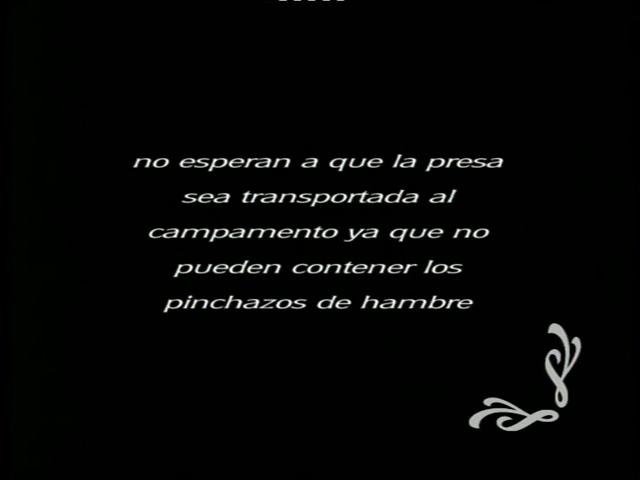 no esperan a que la presa
sea transportada al
campamento ya que no
pueden contener los
pinchazos de hambre